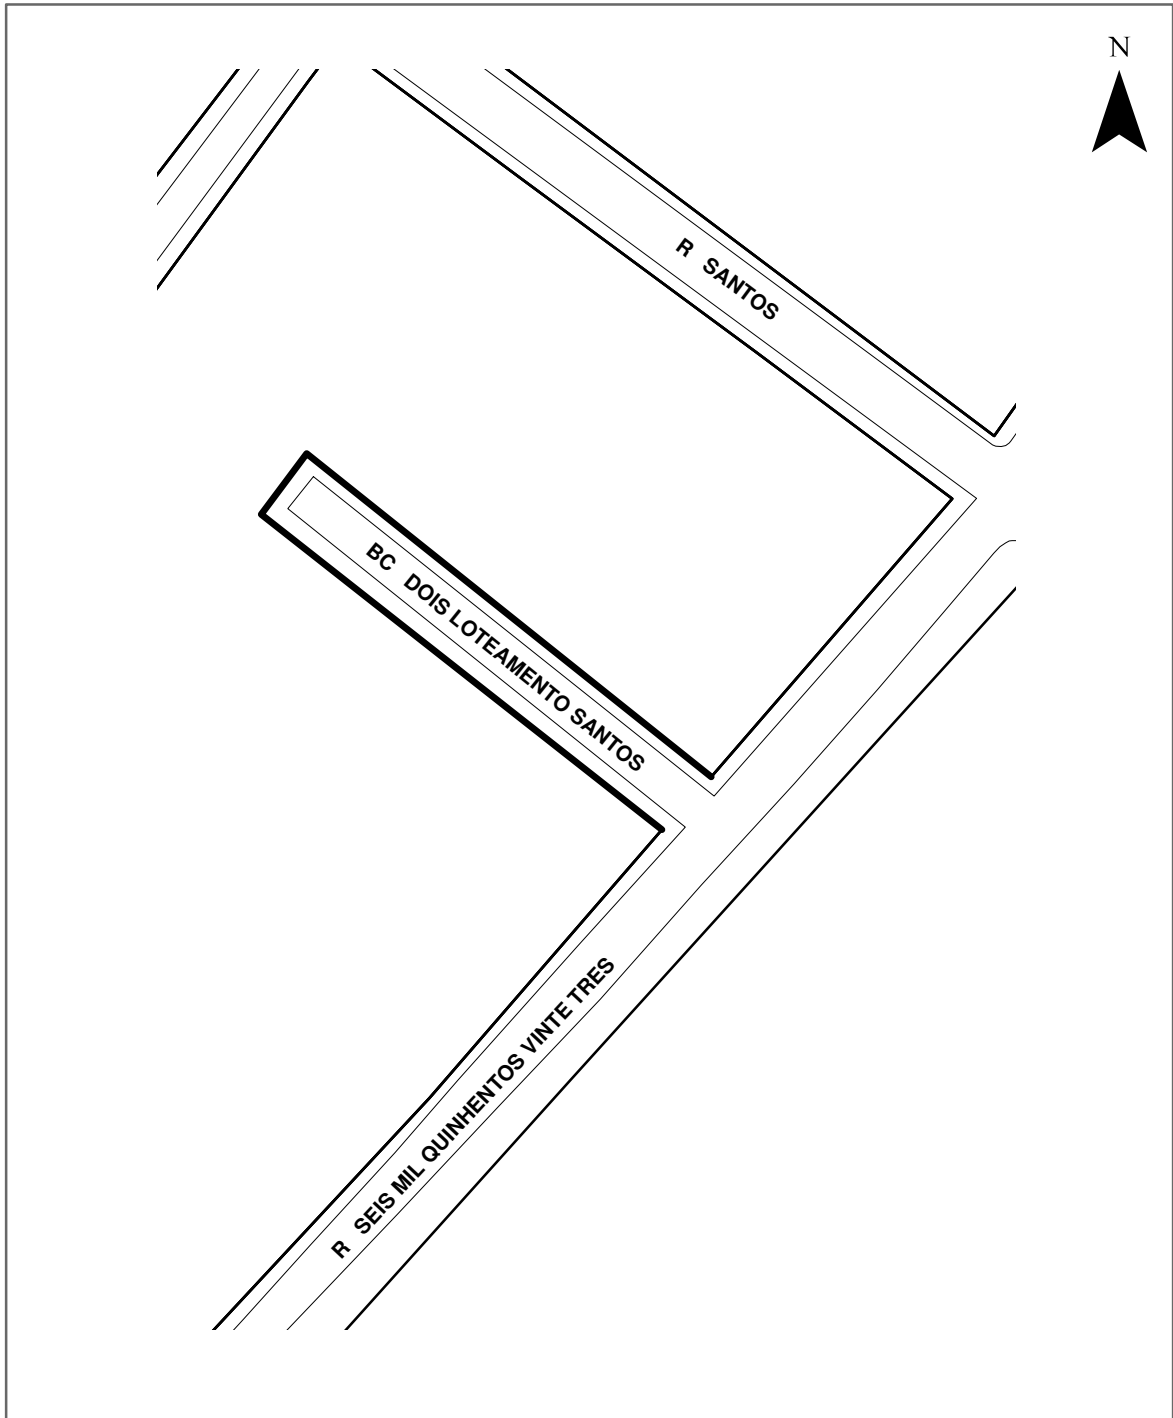 N
R SANTOS
BC DOIS LOTEAMENTO SANTOS
R SEIS MIL QUINHENTOS VINTE TRES